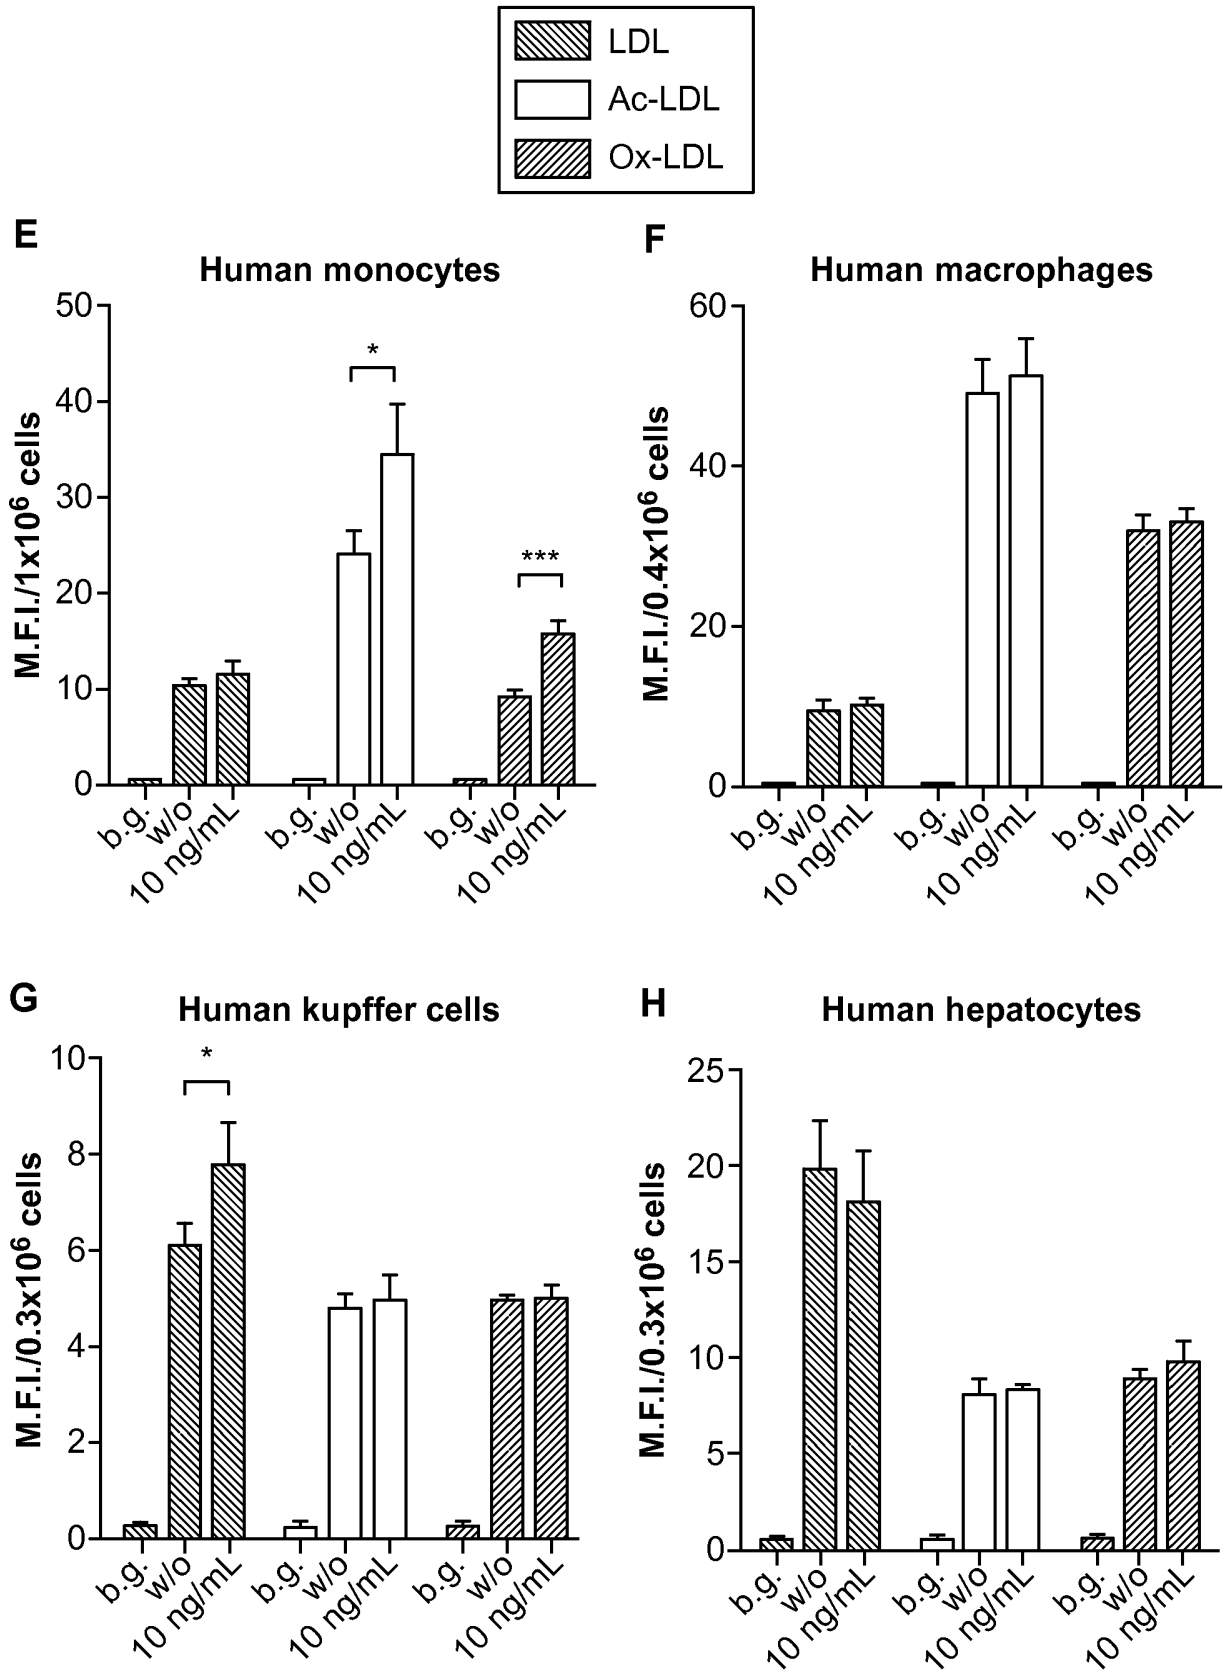 LDL
Ac-LDL
Ox-LDL
E
Human monocytes
50
40
30
20
10
0
M.F.I./1x10⁶ cells
*
***
b.g.
w/o
10 ng/mL
b.g.
w/o
10 ng/mL
b.g.
w/o
10 ng/mL
F
Human macrophages
60
40
20
0
M.F.I./0.4x10⁶ cells
b.g.
w/o
10 ng/mL
b.g.
w/o
10 ng/mL
b.g.
w/o
10 ng/mL
G
Human kupffer cells
10
8
6
4
2
0
M.F.I./0.3x10⁶ cells
*
b.g.
w/o
10 ng/mL
b.g.
w/o
10 ng/mL
b.g.
w/o
10 ng/mL
H
Human hepatocytes
25
20
15
10
5
0
M.F.I./0.3x10⁶ cells
b.g.
w/o
10 ng/mL
b.g.
w/o
10 ng/mL
b.g.
w/o
10 ng/mL